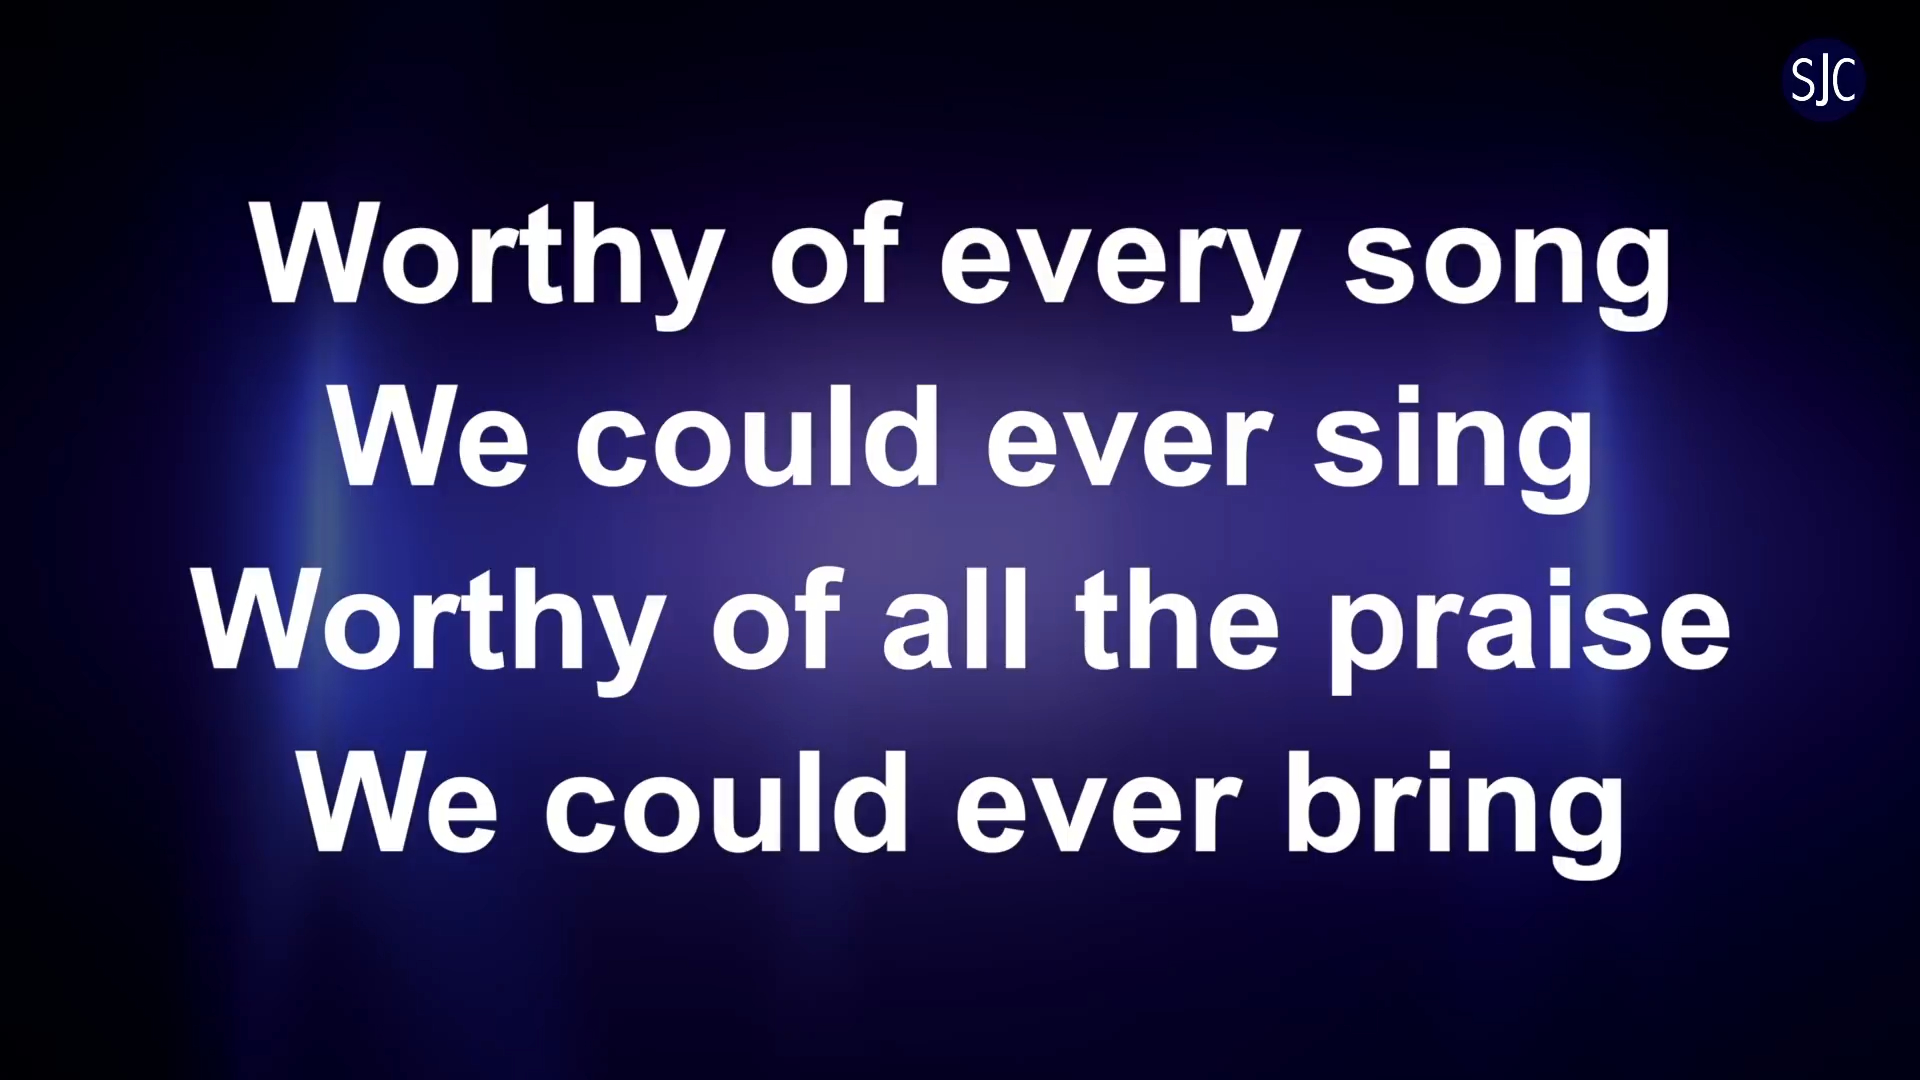 SJC
Worthy of every song
We could ever sing
Worthy of all the praise
We could ever bring